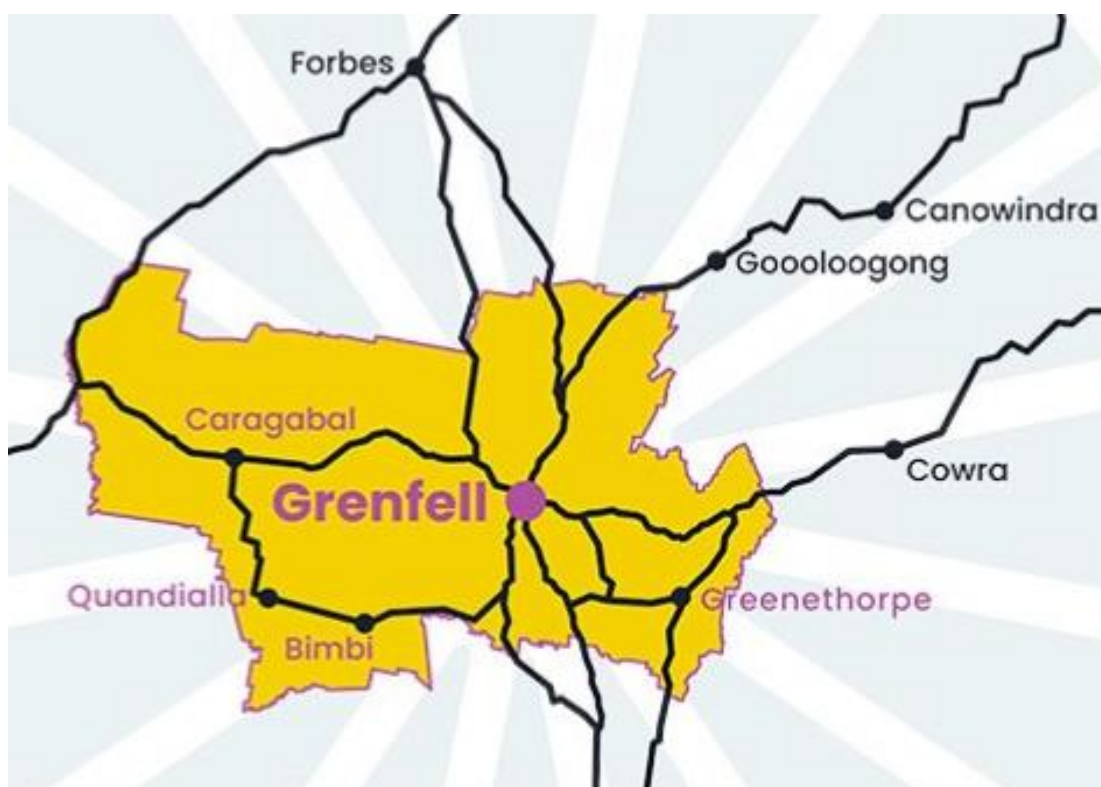 Forbes
Canowindra
Goooloogong
Caragabal
Cowra
Grenfell
Quandialla
Greenethorpe
Bimbi